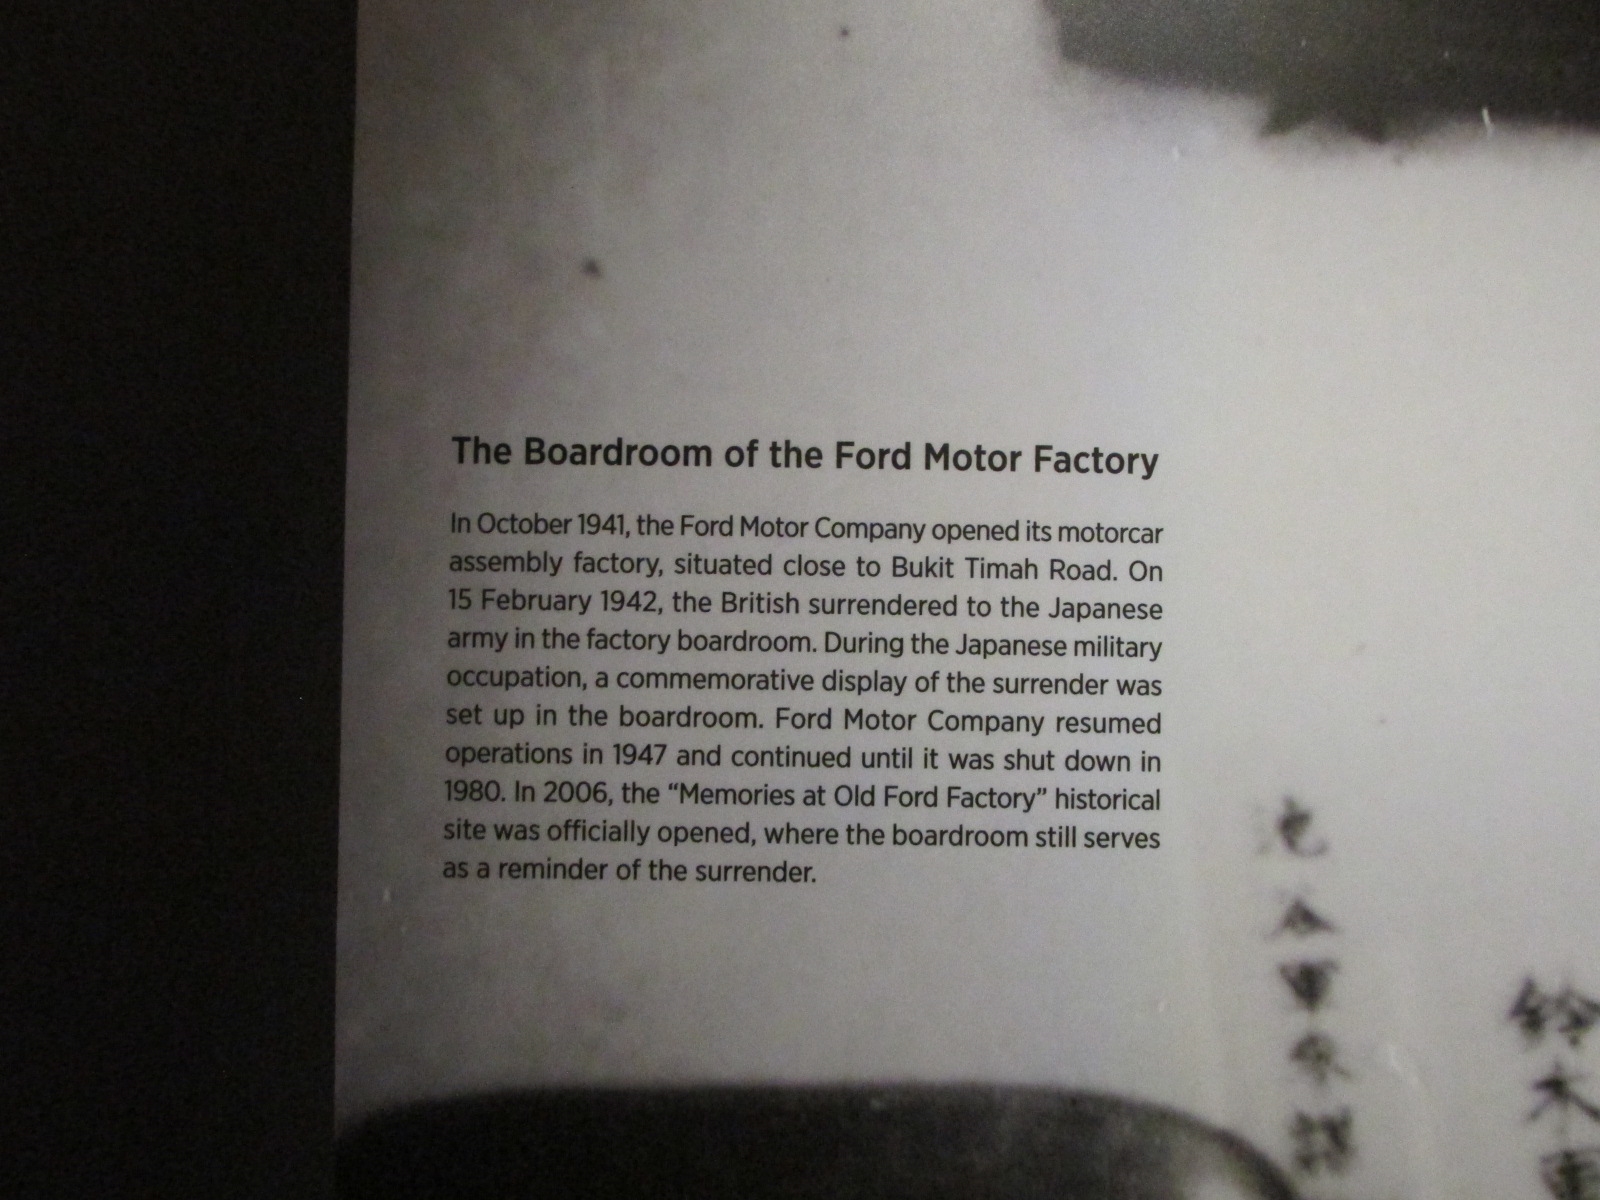 The Boardroom of the Ford Motor Factory
In October 1941, the Ford Motor Company opened its motorcar
assembly factory, situated close to Bukit Timah Road. On
15 February 1942, the British surrendered to the Japanese
army in the factory boardroom. During the Japanese military
occupation, a commemorative display of the surrender was
set up in the boardroom. Ford Motor Company resumed
operations in 1947 and continued until it was shut down in
1980. In 2006, the “Memories at Old Ford Factory” historical
site was officially opened, where the boardroom still serves
as a reminder of the surrender.
鈴木